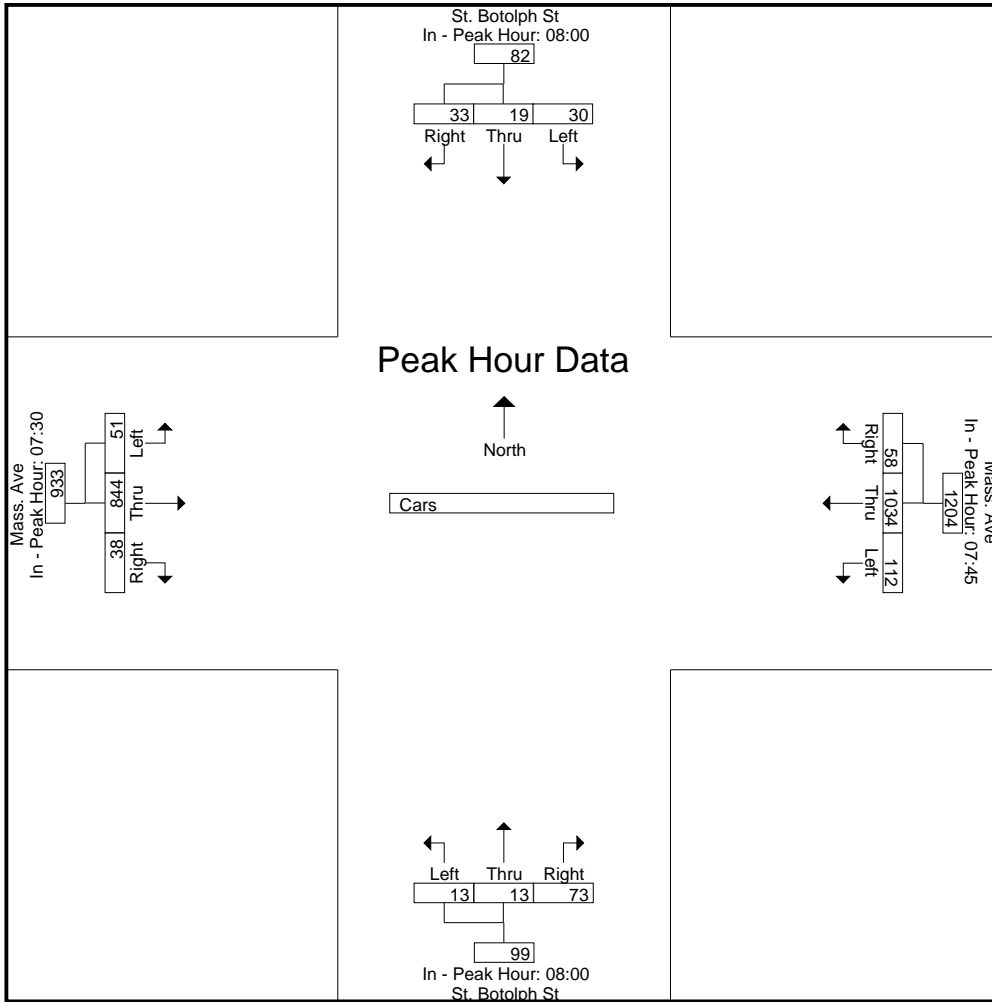 St. Botolph St
In - Peak Hour: 08:00
82
33 19 30
Right Thru Left
Peak Hour Data
North
Cars
Mass. Ave
In - Peak Hour: 07:30
933
51 844 38
Left Thru Right
Mass. Ave
In - Peak Hour: 07:45
1204
58 1034 112
Right Thru Left
Left Thru Right
13 13 73
99
In - Peak Hour: 08:00
St. Botolph St